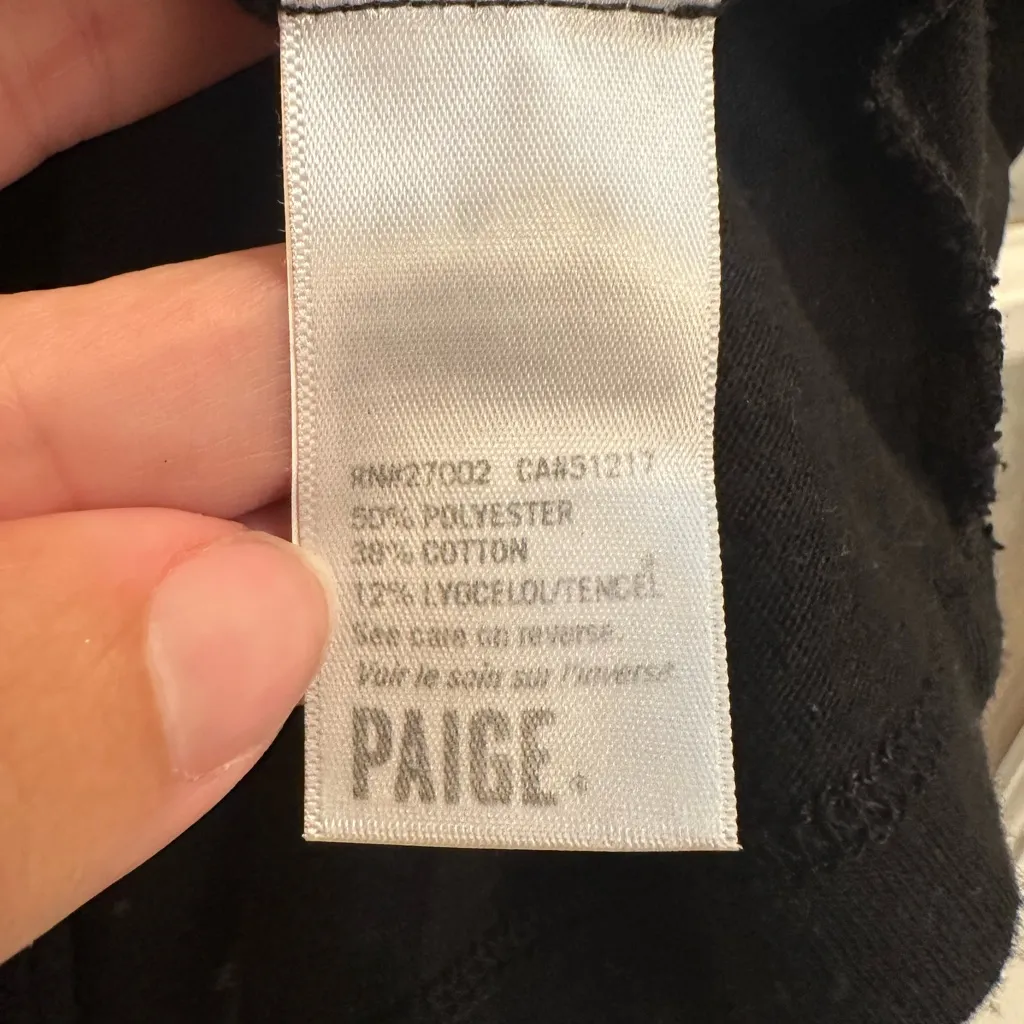 RN#27002 CA#51217
50% POLYESTER
38% COTTON
12% LYOCELOL/TENCEL
See care on reverse.
Voir le soin sur l'inverse.
PAIGE